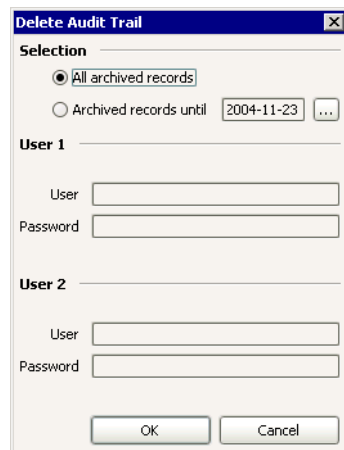 Delete Audit Trail
Selection
All archived records
Archived records until 2004-11-23 ...
User 1
User
Password
User 2
User
Password
OK Cancel